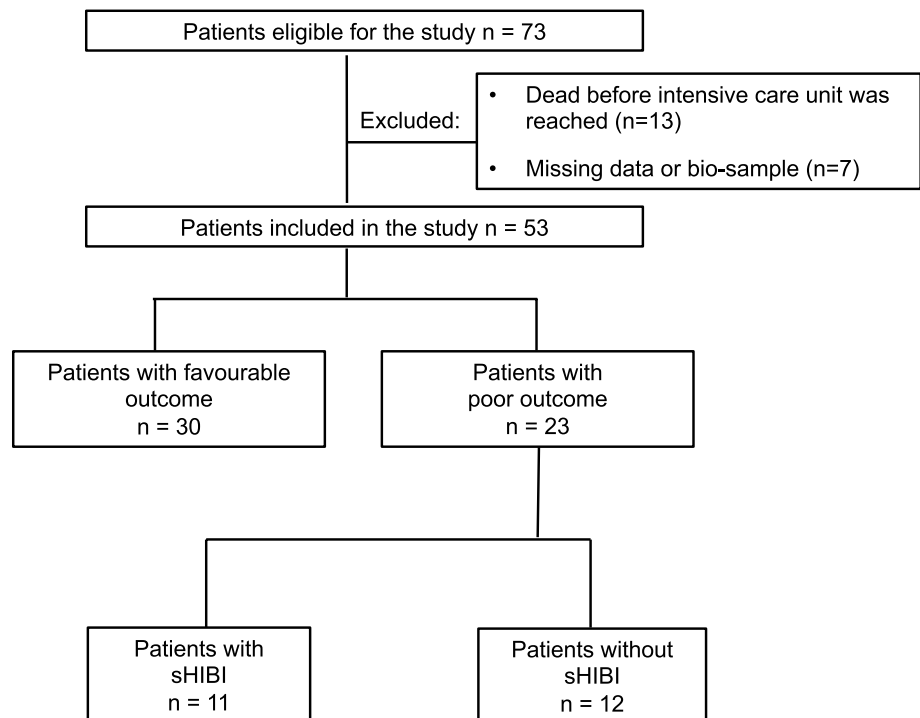 Patients eligible for the study n = 73
Excluded:
• Dead before intensive care unit was
reached (n=13)
• Missing data or bio-sample (n=7)
Patients included in the study n = 53
Patients with favourable
outcome
n = 30
Patients with
poor outcome
n = 23
Patients with
sHIBI
n = 11
Patients without
sHIBI
n = 12